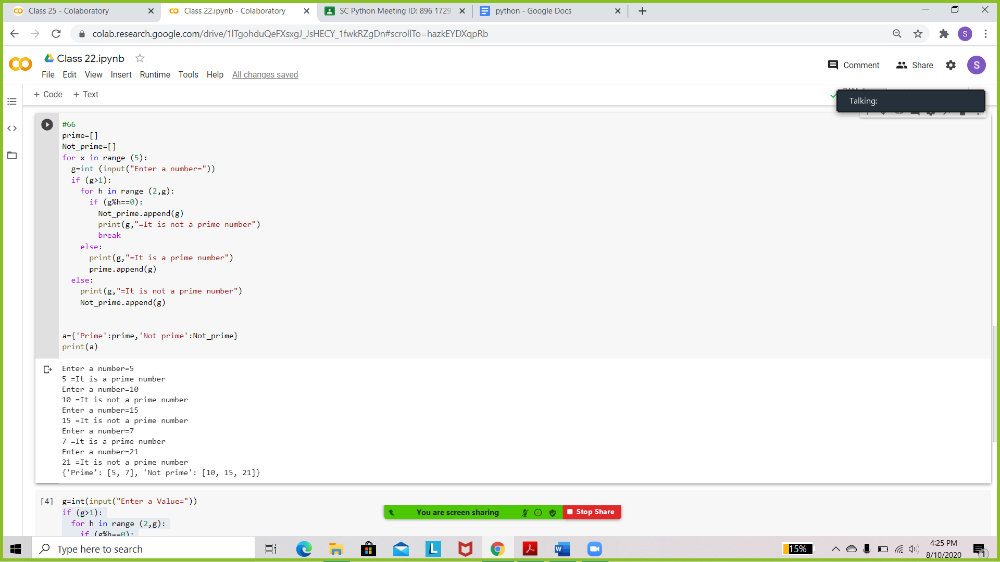 Class 25 - Colaboratory
Class 22.ipynb - Colaboratory
SC Python Meeting ID: 896 1729
python - Google Docs
colab.research.google.com/drive/1lTgohduQeFXsxgJ_JsHECY_1fwkRZgDn#scrollTo=hazkEYDXqpRb
S
Class 22.ipynb
Comment
Share
S
File Edit View Insert Runtime Tools Help All changes saved
+ Code + Text
RAM
Talking:
#66
prime=[]
Not_prime=[]
for x in range (5):
  g=int (input("Enter a number="))
  if (g>1):
    for h in range (2,g):
      if (g%h==0):
        Not_prime.append(g)
        print(g,"=It is not a prime number")
        break
    else:
      print(g,"=It is a prime number")
      prime.append(g)
  else:
    print(g,"=It is not a prime number")
    Not_prime.append(g)
a={'Prime':prime,'Not prime':Not_prime}
print(a)
Enter a number=5
5 =It is a prime number
Enter a number=10
10 =It is not a prime number
Enter a number=15
15 =It is not a prime number
Enter a number=7
7 =It is a prime number
Enter a number=21
21 =It is not a prime number
{'Prime': [5, 7], 'Not prime': [10, 15, 21]}
[4] g=int(input("Enter a Value="))
if (g>1):
  for h in range (2,g):
    if (g%h==0):
You are screen sharing
Stop Share
Type here to search
L
W
15%
4:25 PM
8/10/2020
1